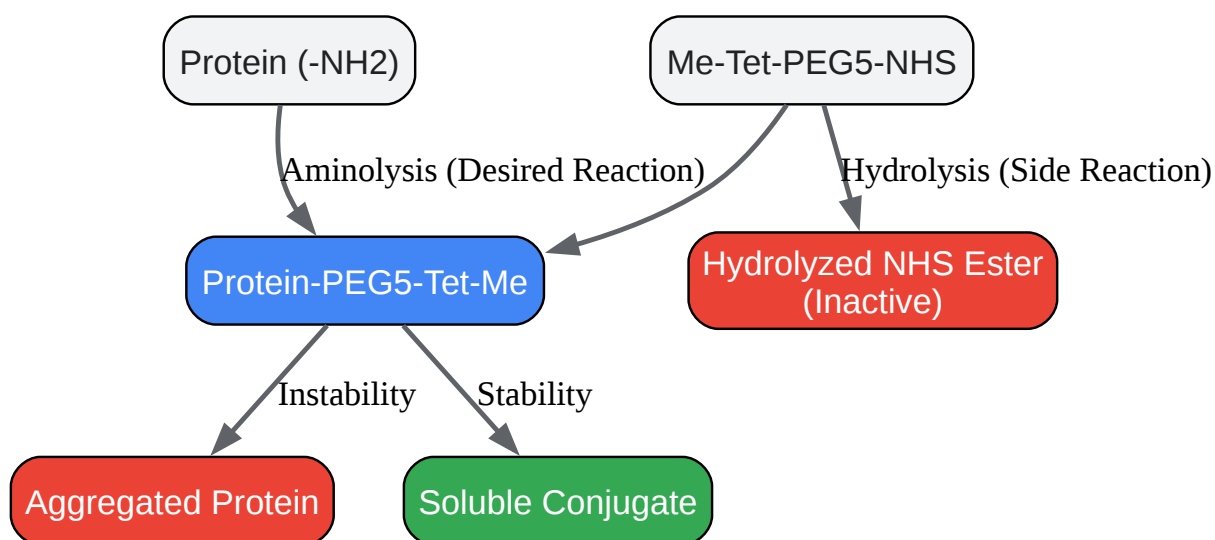 Protein (-NH2)
Me-Tet-PEG5-NHS
Aminolysis (Desired Reaction)
Hydrolysis (Side Reaction)
Protein-PEG5-Tet-Me
Hydrolyzed NHS Ester
(Inactive)
Instability
Stability
Aggregated Protein
Soluble Conjugate